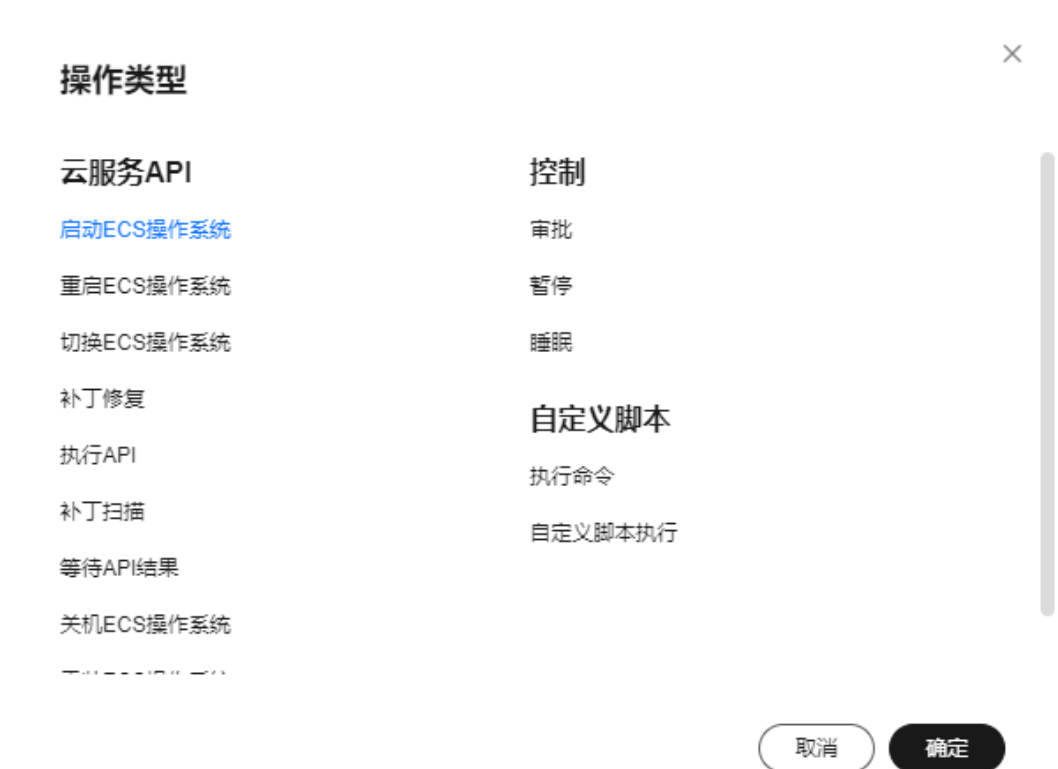 操作类型
云服务API
启动ECS操作系统
重启ECS操作系统
切换ECS操作系统
补丁修复
执行API
补丁扫描
等待API结果
关机ECS操作系统
控制
审批
暂停
睡眠
自定义脚本
执行命令
自定义脚本执行
取消
确定